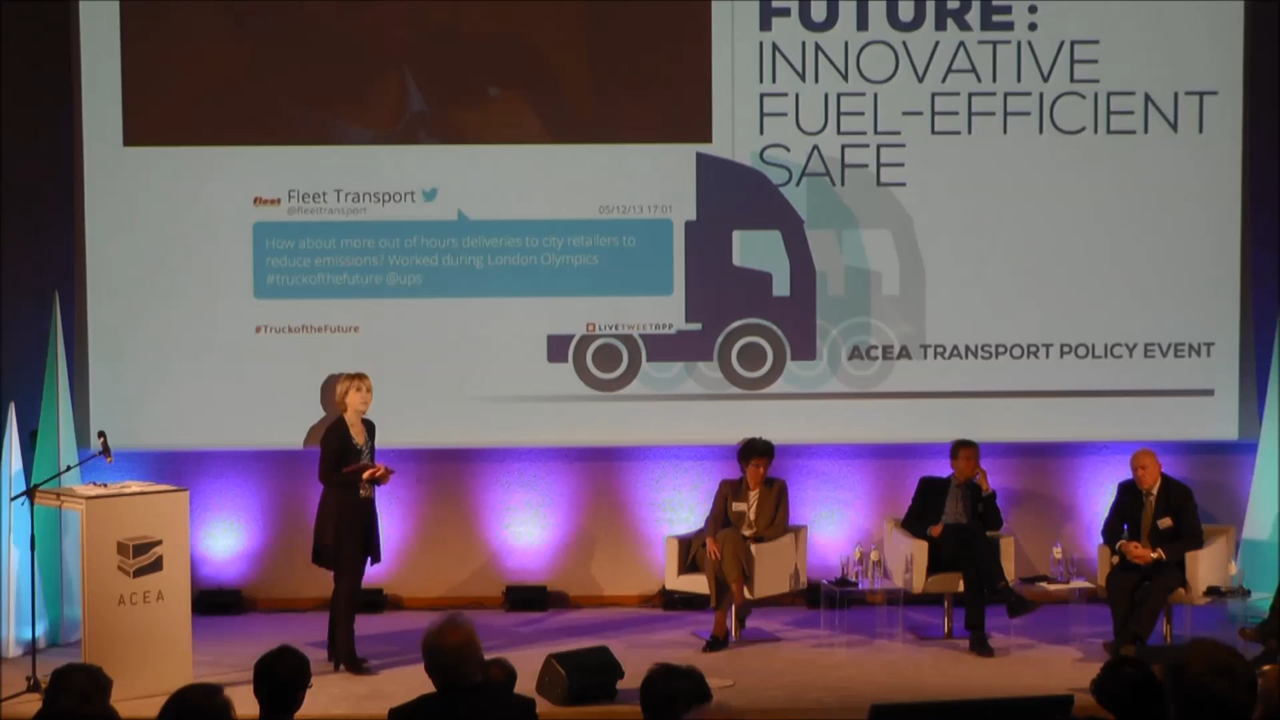 FUTURE:
INNOVATIVE
FUEL-EFFICIENT
SAFE
fleet Fleet Transport
@fleettransport
05/12/13 17:01
How about more out of hours deliveries to city retailers to
reduce emissions? Worked during London Olympics
#truckofthefuture @ups
#TruckoftheFuture
LIVETWEETAPP
ACEA TRANSPORT POLICY EVENT
ACEA